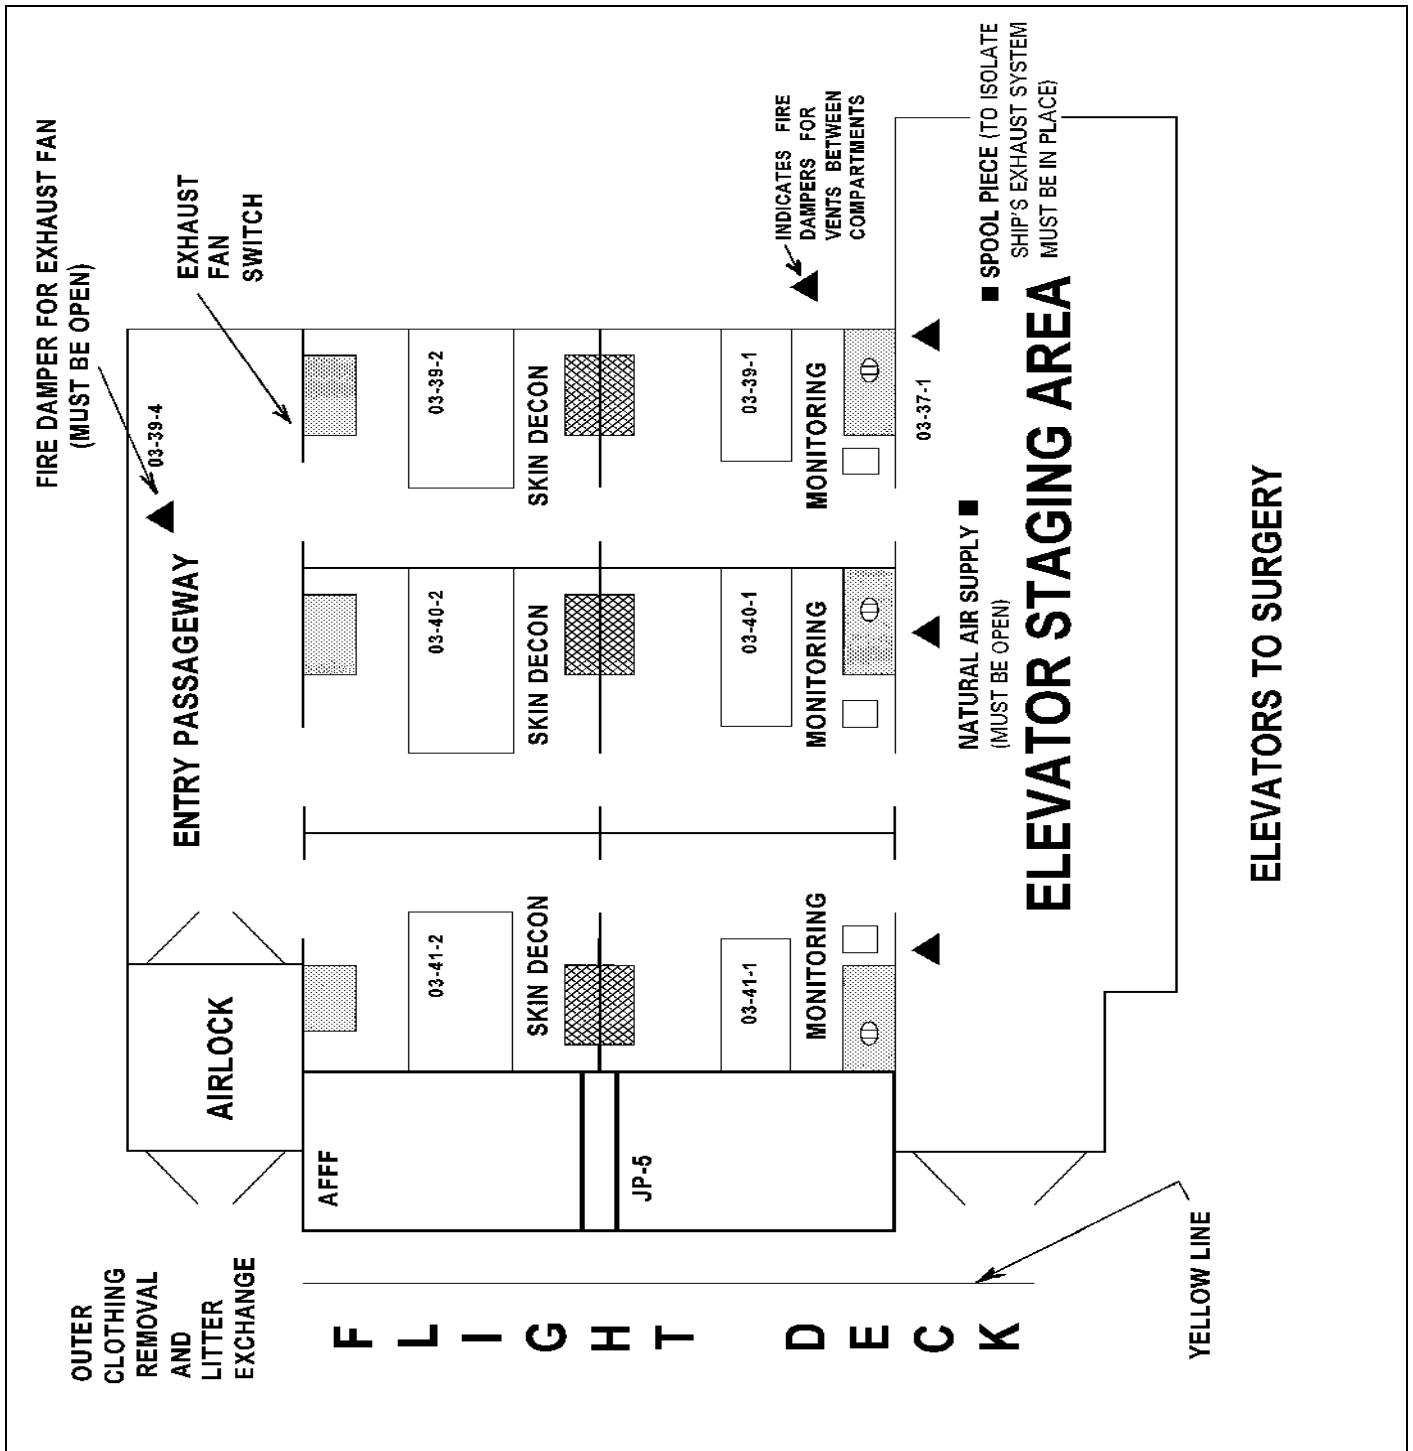 OUTER
CLOTHING
REMOVAL
AND
LITTER
EXCHANGE
AIRLOCK
ENTRY PASSAGEWAY
FIRE DAMPER FOR EXHAUST FAN
(MUST BE OPEN)
03-39-4
EXHAUST
FAN
SWITCH
AFFF
JP-5
03-41-2
SKIN DECON
03-41-1
MONITORING
03-40-2
SKIN DECON
03-40-1
MONITORING
03-39-2
SKIN DECON
03-39-1
MONITORING
INDICATES FIRE
DAMPERS FOR
VENTS BETWEEN
COMPARTMENTS
03-37-1
NATURAL AIR SUPPLY
(MUST BE OPEN)
SPOOL PIECE (TO ISOLATE
SHIP'S EXHAUST SYSTEM
MUST BE IN PLACE)
ELEVATOR STAGING AREA
FLIGHT DECK
YELLOW LINE
ELEVATORS TO SURGERY